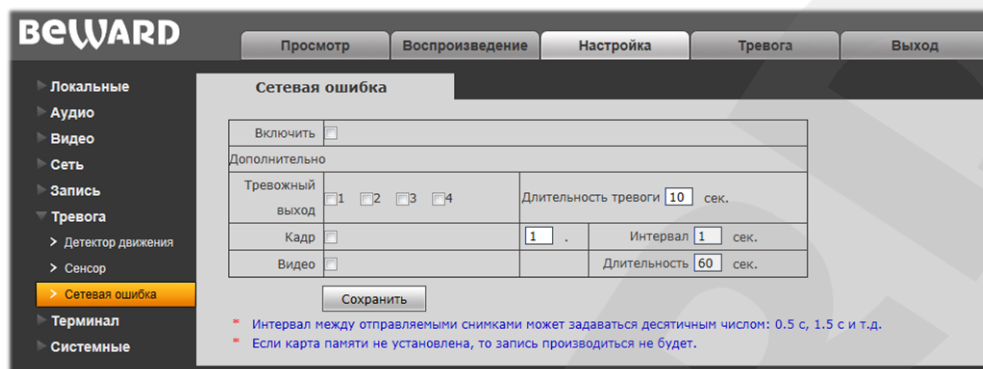 BEWARD
Просмотр Воспроизведение Настройка Тревога Выход
Локальные
Аудио
Видео
Сеть
Запись
Тревога
> Детектор движения
> Сенсор
> Сетевая ошибка
Терминал
Системные
Сетевая ошибка
Включить
Дополнительно
Тревожный выход 1 2 3 4 Длительность тревоги 10 сек.
Кадр 1 . Интервал 1 сек.
Видео Длительность 60 сек.
Сохранить
* Интервал между отправляемыми снимками может задаваться десятичным числом: 0.5 с, 1.5 с и т.д.
* Если карта памяти не установлена, то запись производиться не будет.